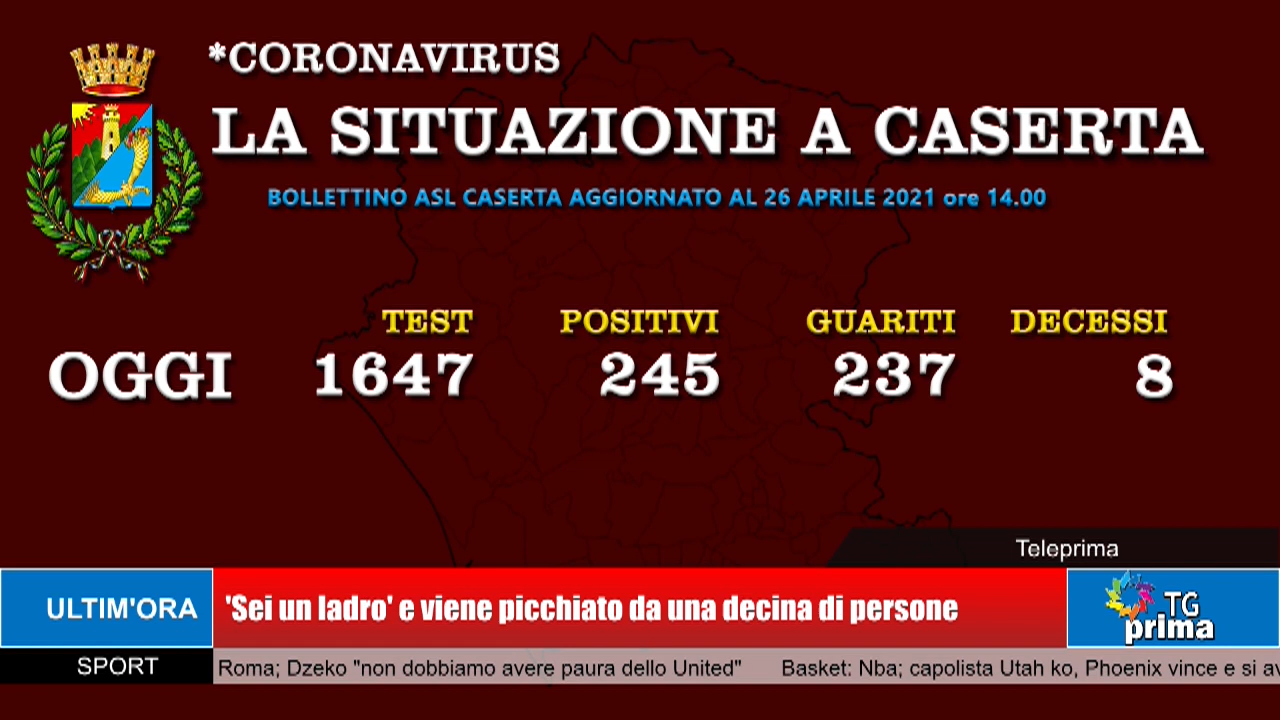 *CORONAVIRUS
LA SITUAZIONE A CASERTA
BOLLETTINO ASL CASERTA AGGIORNATO AL 26 APRILE 2021 ore 14.00
TEST POSITIVI GUARITI DECESSI
OGGI 1647 245 237 8
Teleprima
ULTIM'ORA 'Sei un ladro' e viene picchiato da una decina di persone
TG
prima
SPORT Roma; Dzeko "non dobbiamo avere paura dello United" Basket: Nba; capolista Utah ko, Phoenix vince e si av